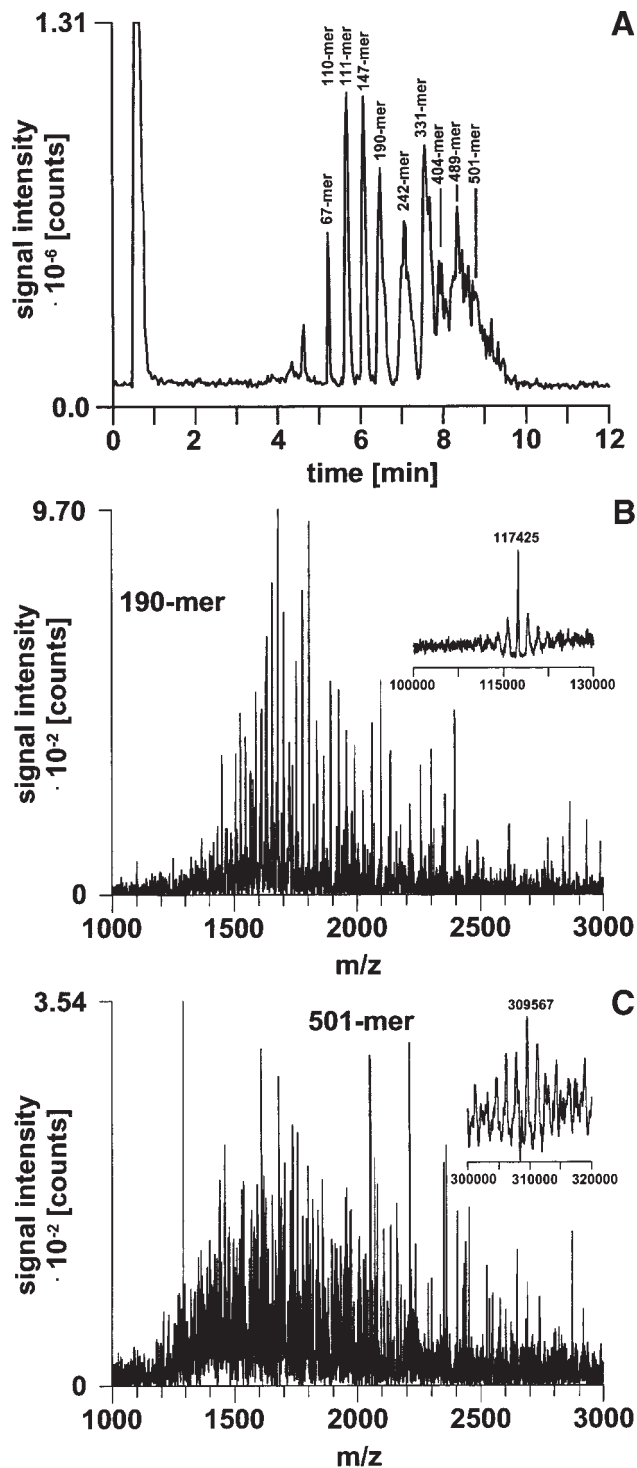 A
1.31
signal intensity
· 10-6 [counts]
0.0
67-mer
110-mer
111-mer
147-mer
190-mer
242-mer
331-mer
404-mer
489-mer
501-mer
0 2 4 6 8 10 12
time [min]
B
9.70
190-mer
signal intensity
· 10-2 [counts]
0
117425
100000 115000 130000
1000 1500 2000 2500 3000
m/z
C
3.54
501-mer
signal intensity
· 10-2 [counts]
0
309567
300000 310000 320000
1000 1500 2000 2500 3000
m/z